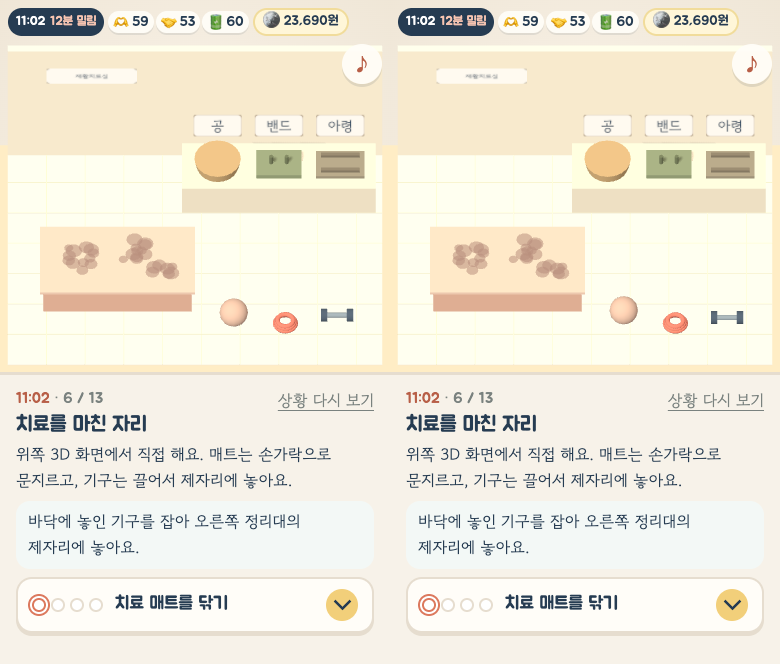 11:02 12분 밀림 59 53 60 23,690원
공 밴드 아령
11:02 · 6 / 13
상황 다시 보기
치료를 마친 자리
위쪽 3D 화면에서 직접 해요. 매트는 손가락으로
문지르고, 기구는 끌어서 제자리에 놓아요.
바닥에 놓인 기구를 잡아 오른쪽 정리대의
제자리에 놓아요.
치료 매트를 닦기
11:02 12분 밀림 59 53 60 23,690원
공 밴드 아령
11:02 · 6 / 13
상황 다시 보기
치료를 마친 자리
위쪽 3D 화면에서 직접 해요. 매트는 손가락으로
문지르고, 기구는 끌어서 제자리에 놓아요.
바닥에 놓인 기구를 잡아 오른쪽 정리대의
제자리에 놓아요.
치료 매트를 닦기